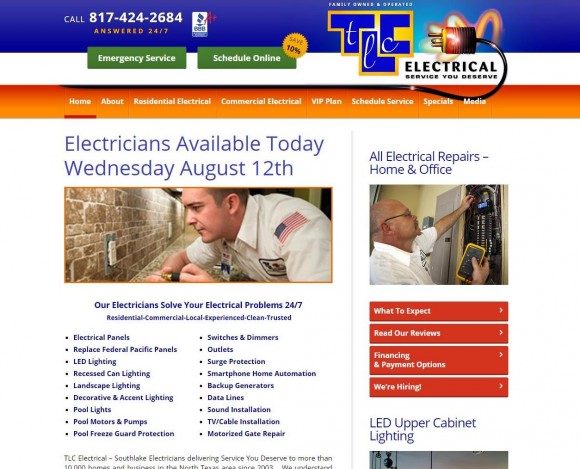 CALL 817-424-2684
ANSWERED 24/7
BBB
Emergency Service
Schedule Online
SAVE 10%
FAMILY OWNED & OPERATED
tlc
ELECTRICAL
SERVICE YOU DESERVE
Home About Residential Electrical Commercial Electrical VIP Plan Schedule Service Specials Media
Electricians Available Today
Wednesday August 12th
Our Electricians Solve Your Electrical Problems 24/7
Residential-Commercial-Local-Experienced-Clean-Trusted
Electrical Panels
Replace Federal Pacific Panels
LED Lighting
Recessed Can Lighting
Landscape Lighting
Decorative & Accent Lighting
Pool Lights
Pool Motors & Pumps
Pool Freeze Guard Protection
Switches & Dimmers
Outlets
Surge Protection
Smartphone Home Automation
Backup Generators
Data Lines
Sound Installation
TV/Cable Installation
Motorized Gate Repair
TLC Electrical – Southlake Electricians delivering Service You Deserve to more than
10,000 homes and business in the North Texas area since 2003. We understand
All Electrical Repairs –
Home & Office
What To Expect
Read Our Reviews
Financing
& Payment Options
We're Hiring!
LED Upper Cabinet
Lighting